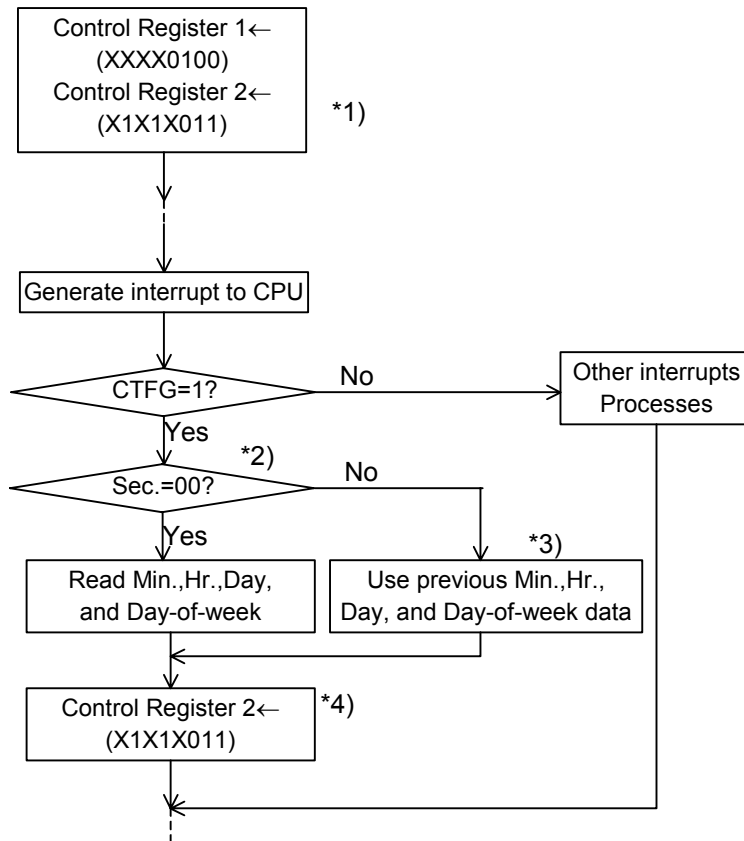 Control Register 1←
(XXXX0100)
Control Register 2←
(X1X1X011)
*1)
Generate interrupt to CPU
CTFG=1?
No
Other interrupts
Processes
Yes
*2)
Sec.=00?
No
Yes
*3)
Read Min.,Hr.,Day,
and Day-of-week
Use previous Min.,Hr.,
Day, and Day-of-week data
Control Register 2←
(X1X1X011)
*4)